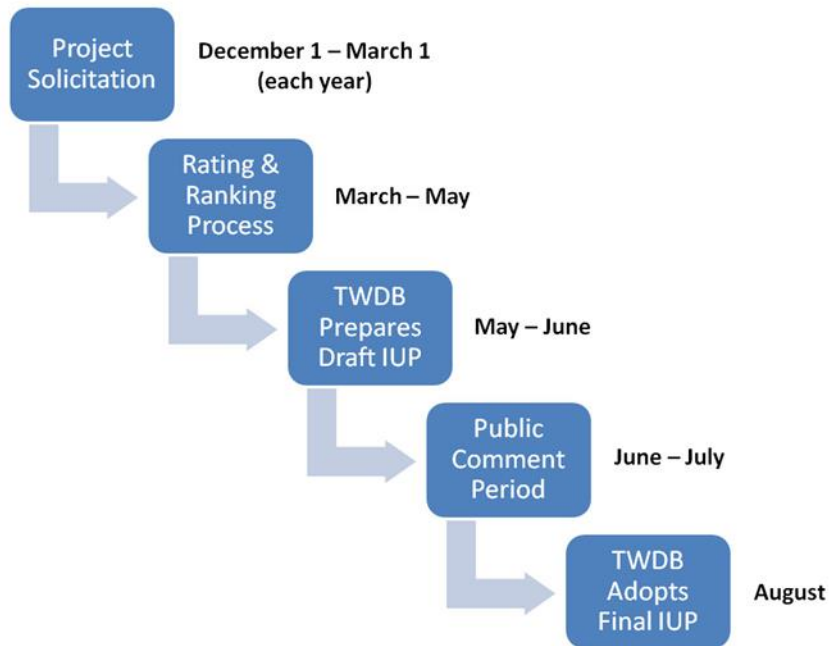 Project
Solicitation
December 1 – March 1
(each year)
Rating &
Ranking
Process
March – May
TWDB
Prepares
Draft IUP
May – June
Public
Comment
Period
June – July
TWDB
Adopts
Final IUP
August